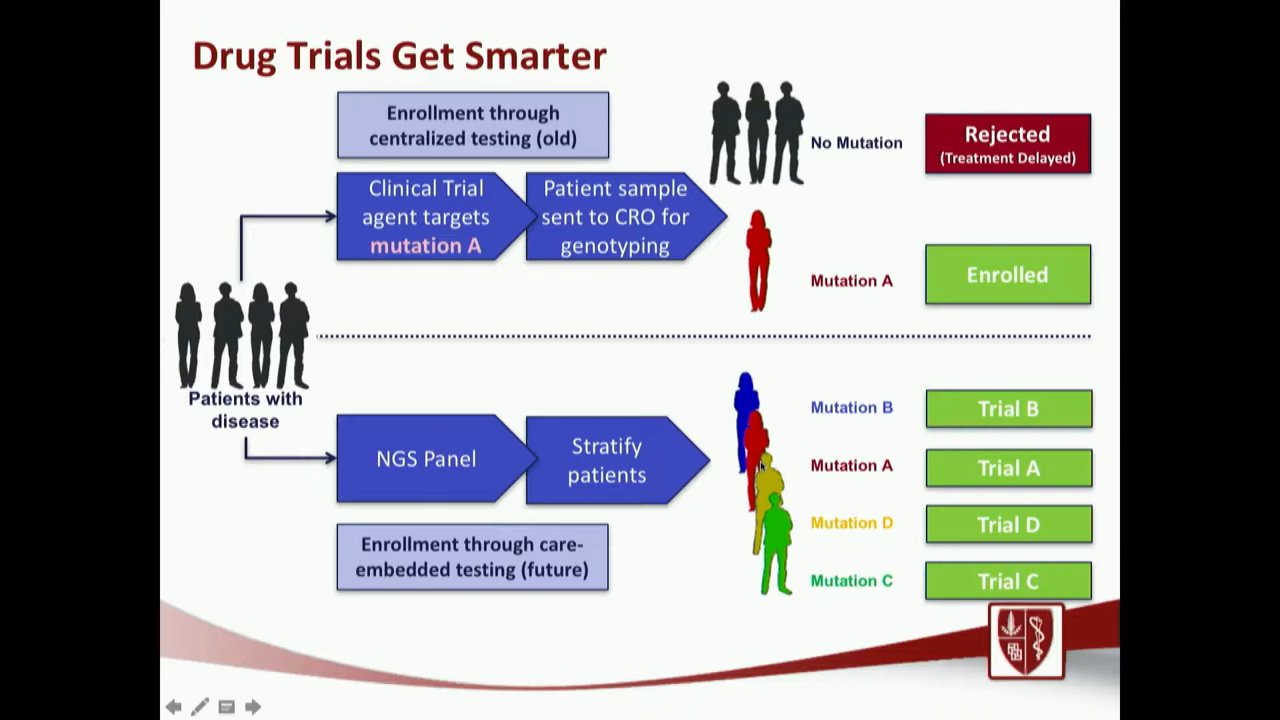 Drug Trials Get Smarter
Enrollment through
centralized testing (old)
Clinical Trial
agent targets
mutation A
Patient sample
sent to CRO for
genotyping
No Mutation
Rejected
(Treatment Delayed)
Mutation A
Enrolled
Patients with
disease
NGS Panel
Stratify
patients
Enrollment through care-
embedded testing (future)
Mutation B
Trial B
Mutation A
Trial A
Mutation D
Trial D
Mutation C
Trial C